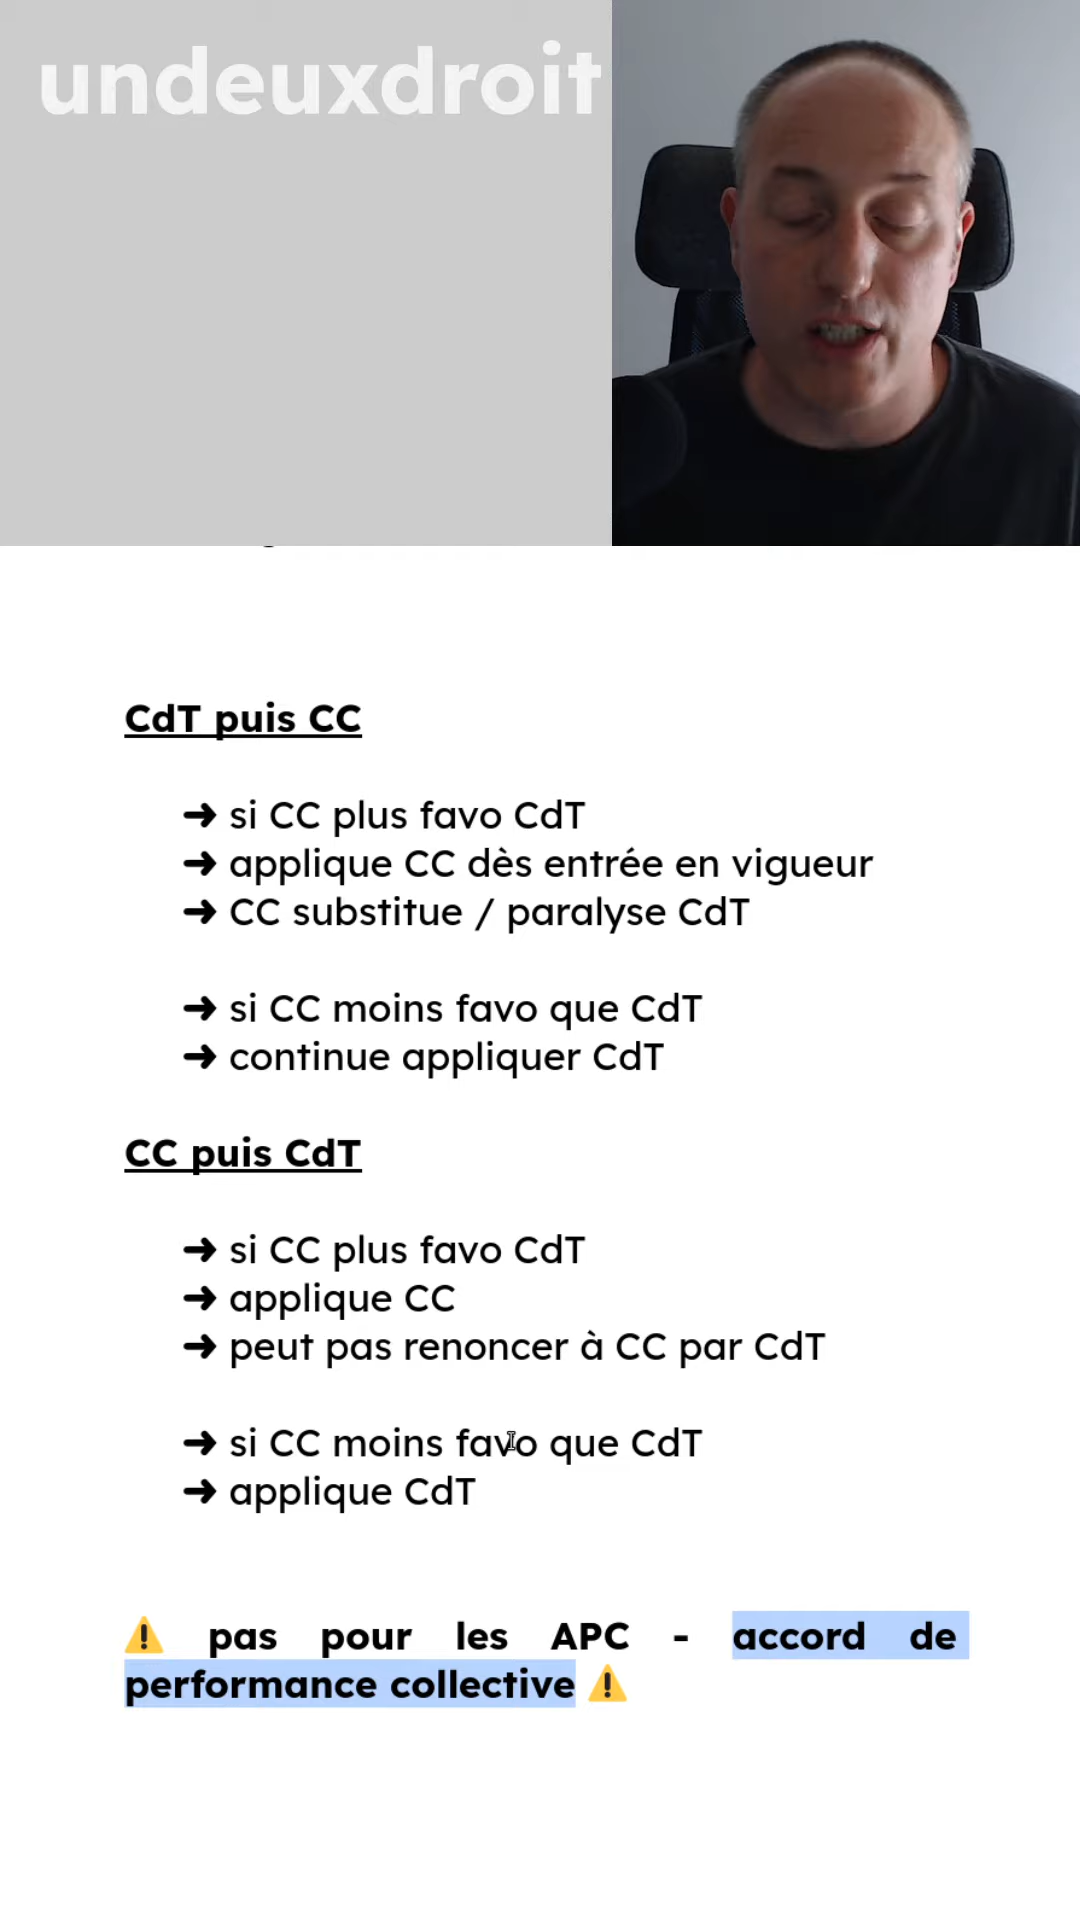 undeuxdroit
CdT puis CC
➜ si CC plus favo CdT
➜ applique CC dès entrée en vigueur
➜ CC substitue / paralyse CdT
➜ si CC moins favo que CdT
➜ continue appliquer CdT
CC puis CdT
➜ si CC plus favo CdT
➜ applique CC
➜ peut pas renoncer à CC par CdT
➜ si CC moins favo que CdT
➜ applique CdT
⚠️ pas pour les APC - accord de
performance collective ⚠️